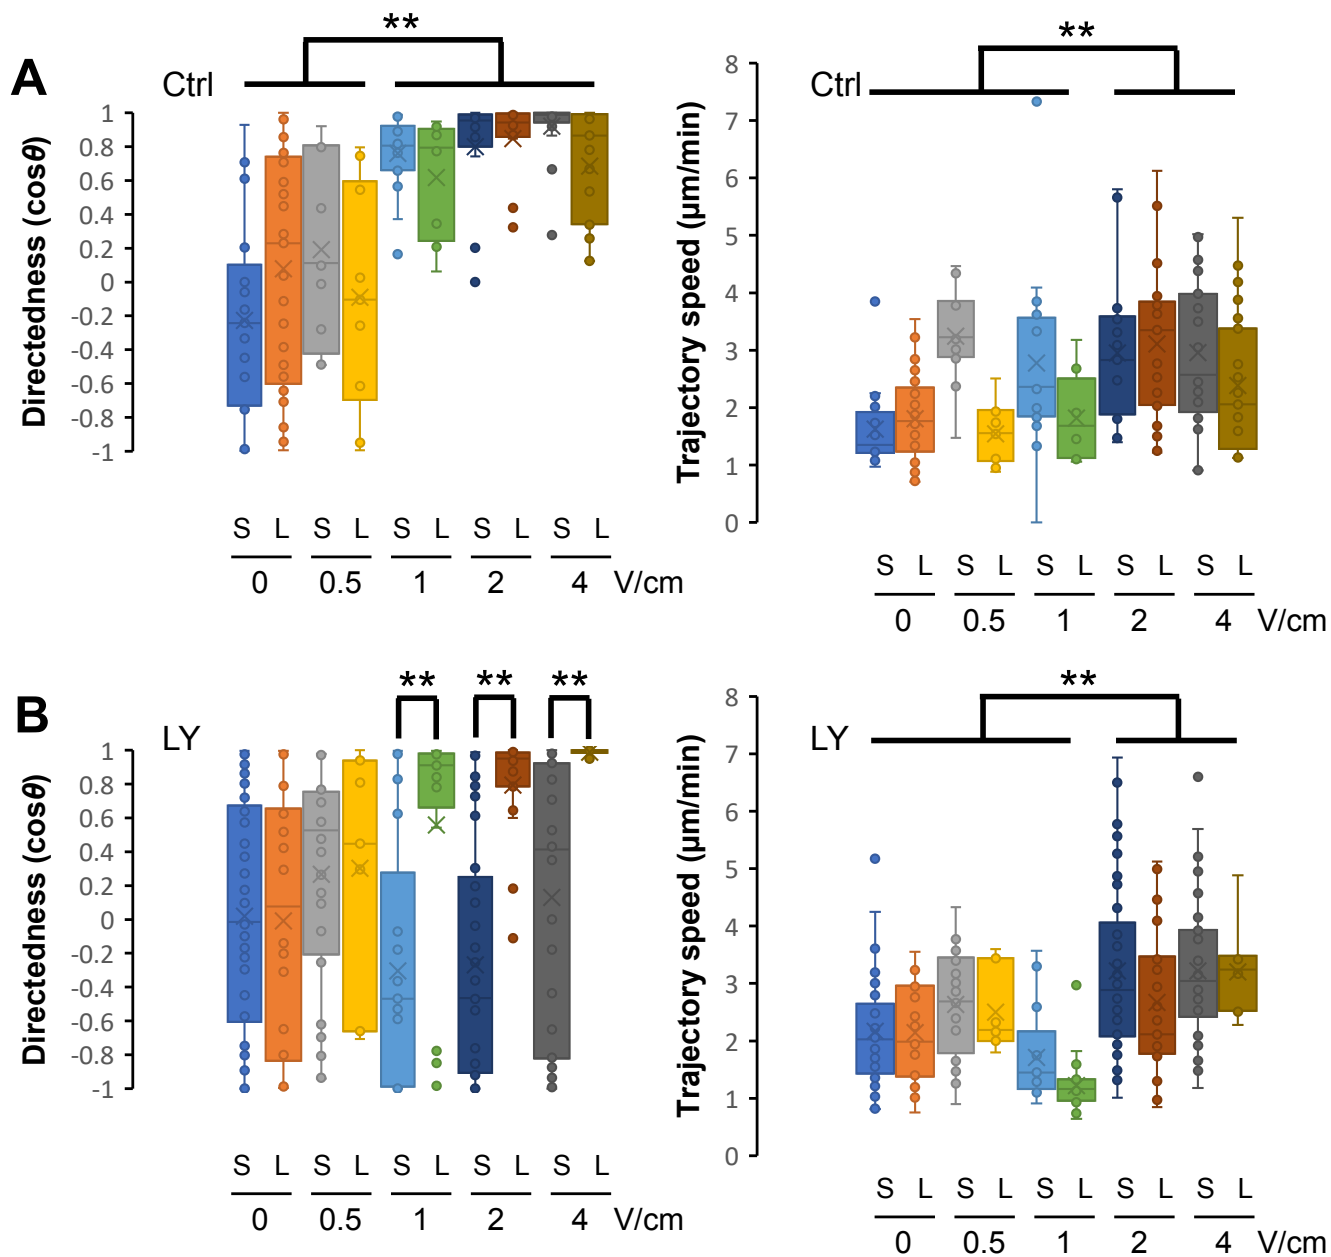 A
Ctrl
**
Directedness (cosθ)
1
0.8
0.6
0.4
0.2
0
-0.2
-0.4
-0.6
-0.8
-1
S L S L S L S L S L
0 0.5 1 2 4 V/cm
Ctrl
**
Trajectory speed (μm/min)
8
7
6
5
4
3
2
1
0
S L S L S L S L S L
0 0.5 1 2 4 V/cm
B
LY
** ** **
Directedness (cosθ)
1
0.8
0.6
0.4
0.2
0
-0.2
-0.4
-0.6
-0.8
-1
S L S L S L S L S L
0 0.5 1 2 4 V/cm
LY
**
Trajectory speed (μm/min)
8
7
6
5
4
3
2
1
0
S L S L S L S L S L
0 0.5 1 2 4 V/cm